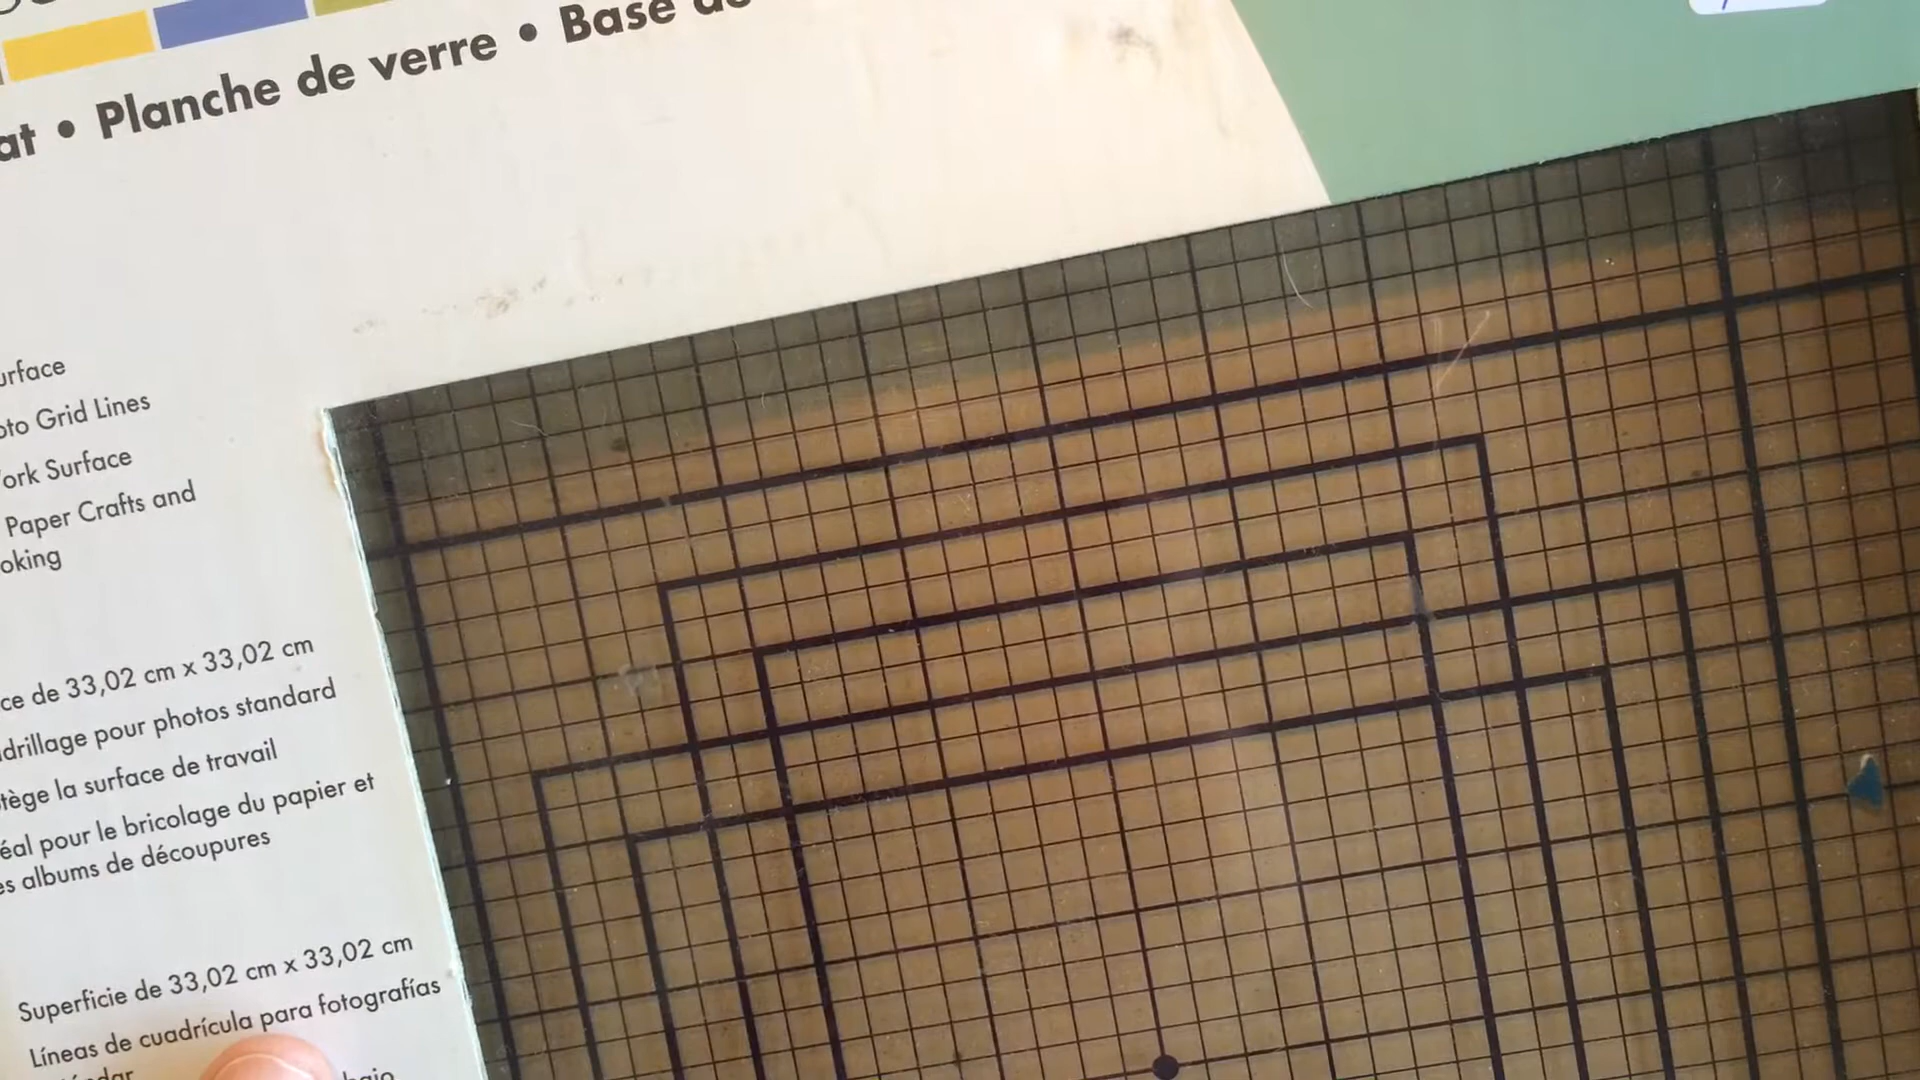 at • Planche de verre • Base de
urface
oto Grid Lines
ork Surface
Paper Crafts and
oking
ce de 33,02 cm x 33,02 cm
drillage pour photos standard
tège la surface de travail
éal pour le bricolage du papier et
es albums de découpures
Superficie de 33,02 cm x 33,02 cm
Líneas de cuadrícula para fotografías